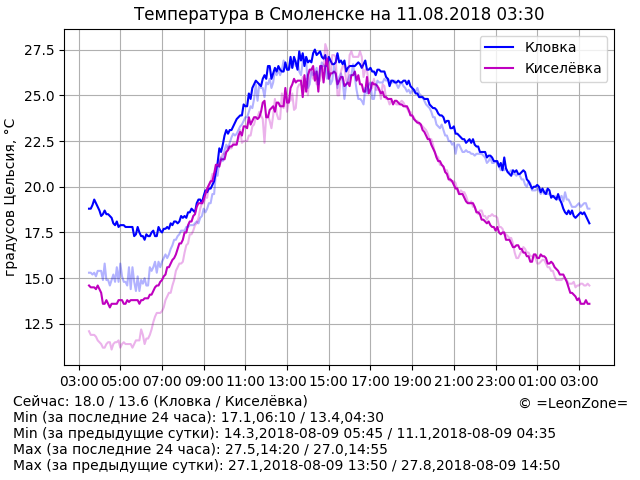 Температура в Смоленске на 11.08.2018 03:30
Кловка
Киселёвка
градусов Цельсия, °C
27.5
25.0
22.5
20.0
17.5
15.0
12.5
03:00 05:00 07:00 09:00 11:00 13:00 15:00 17:00 19:00 21:00 23:00 01:00 03:00
Сейчас: 18.0 / 13.6 (Кловка / Киселёвка)
© =LeonZone=
Min (за последние 24 часа): 17.1,06:10 / 13.4,04:30
Min (за предыдущие сутки): 14.3,2018-08-09 05:45 / 11.1,2018-08-09 04:35
Max (за последние 24 часа): 27.5,14:20 / 27.0,14:55
Max (за предыдущие сутки): 27.1,2018-08-09 13:50 / 27.8,2018-08-09 14:50